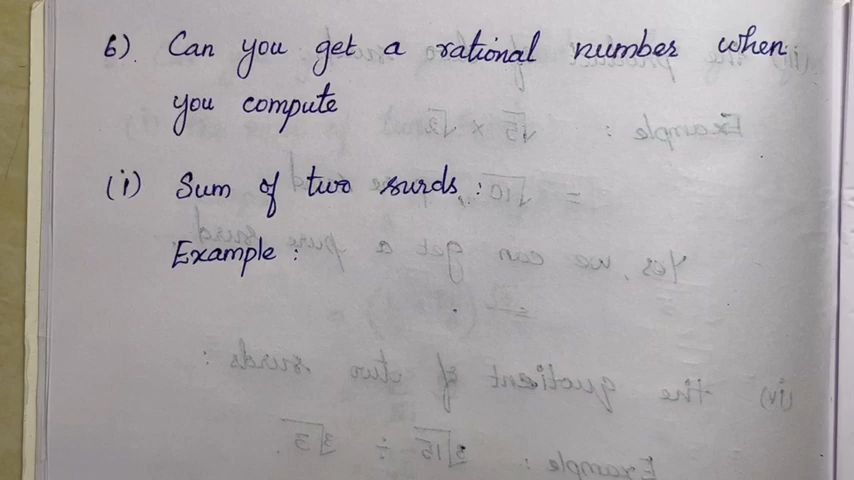 6). Can you get a rational number when
you compute
(i) Sum of two surds :
Example :